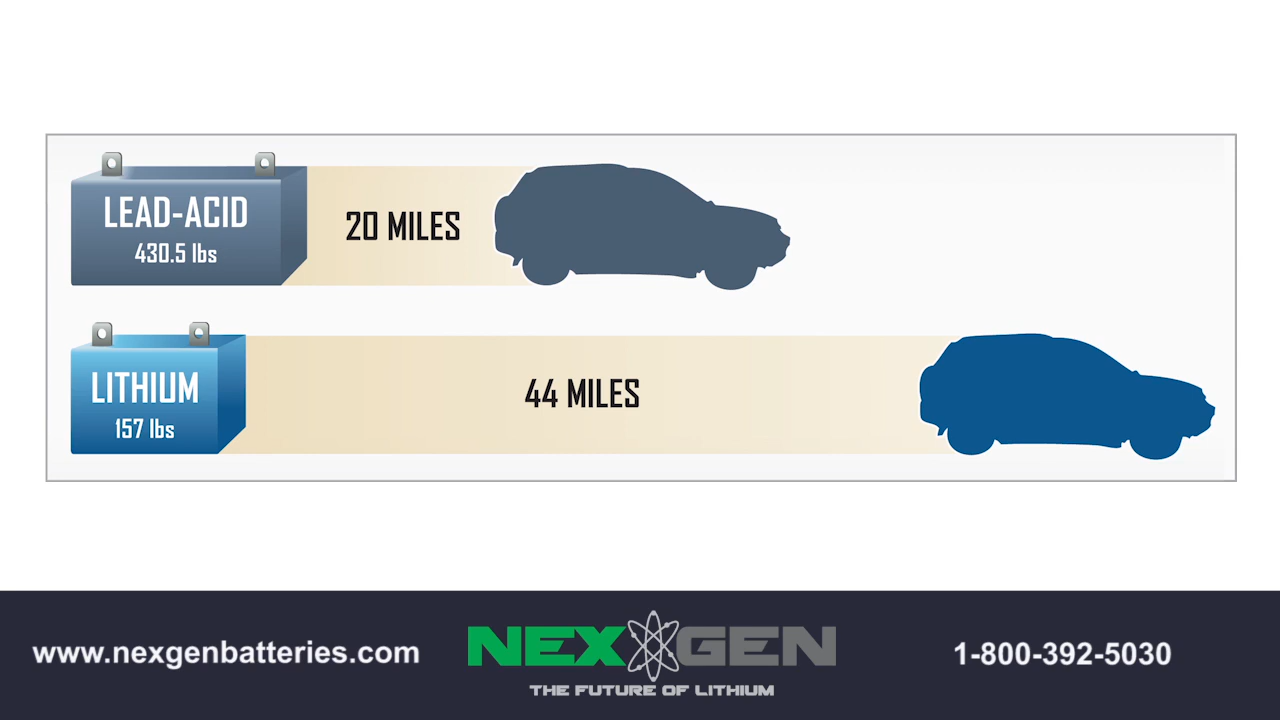 LEAD-ACID
430.5 lbs
20 MILES
LITHIUM
157 lbs
44 MILES
www.nexgenbatteries.com
NEXGEN
THE FUTURE OF LITHIUM
1-800-392-5030